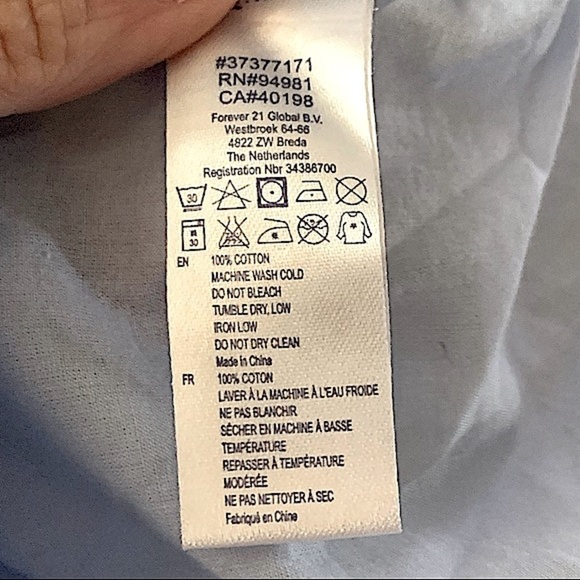 #37377171
RN#94981
CA#40198
Forever 21 Global B.V.
Westbroek 64-66
4822 ZW Breda
The Netherlands
Registration Nbr 34386700
30
30
EN 100% COTTON
MACHINE WASH COLD
DO NOT BLEACH
TUMBLE DRY, LOW
IRON LOW
DO NOT DRY CLEAN
Made in China
FR 100% COTON
LAVER À LA MACHINE À L'EAU FROIDE
NE PAS BLANCHIR
SÉCHER EN MACHINE À BASSE
TEMPÉRATURE
REPASSER À TEMPÉRATURE
MODÉRÉE
NE PAS NETTOYER À SEC
Fabriqué en Chine